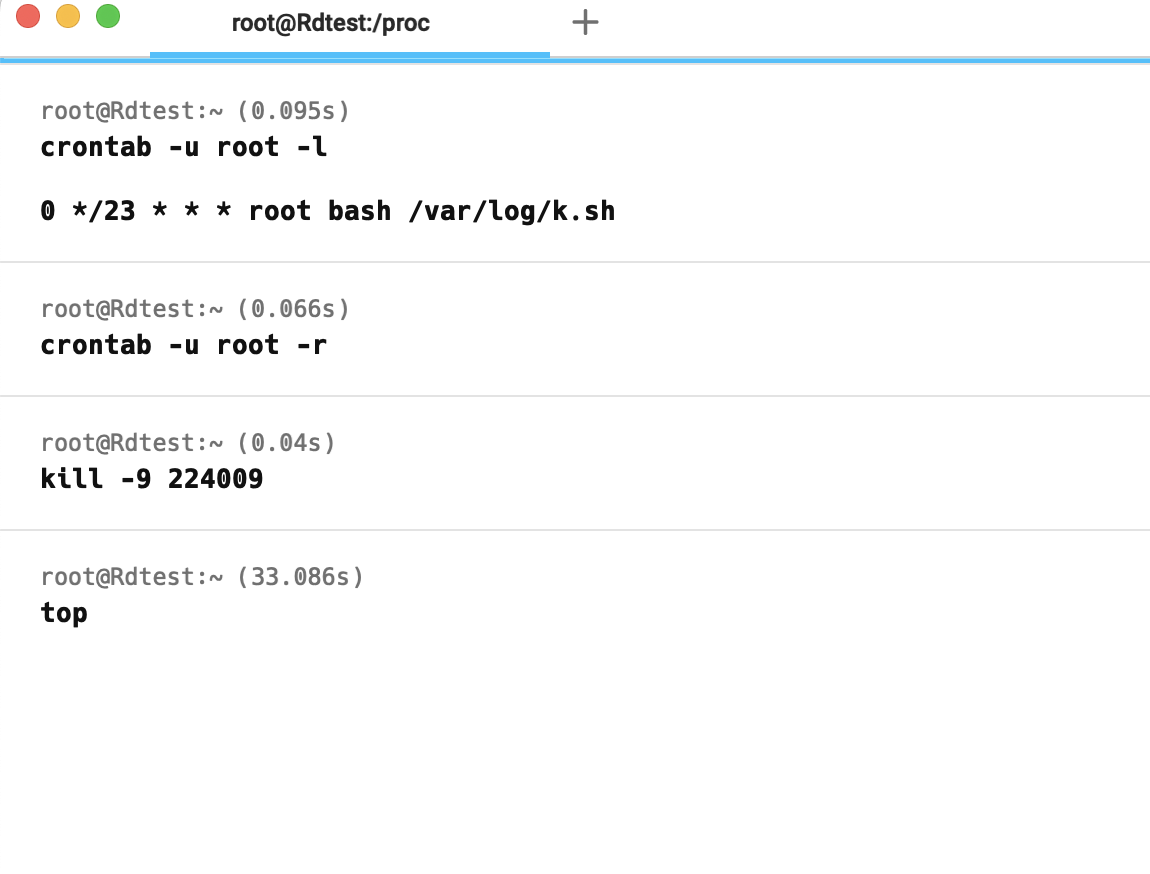 root@Rdtest:/proc
root@Rdtest:~ (0.095s)
crontab -u root -l
0 */23 * * * root bash /var/log/k.sh
root@Rdtest:~ (0.066s)
crontab -u root -r
root@Rdtest:~ (0.04s)
kill -9 224009
root@Rdtest:~ (33.086s)
top